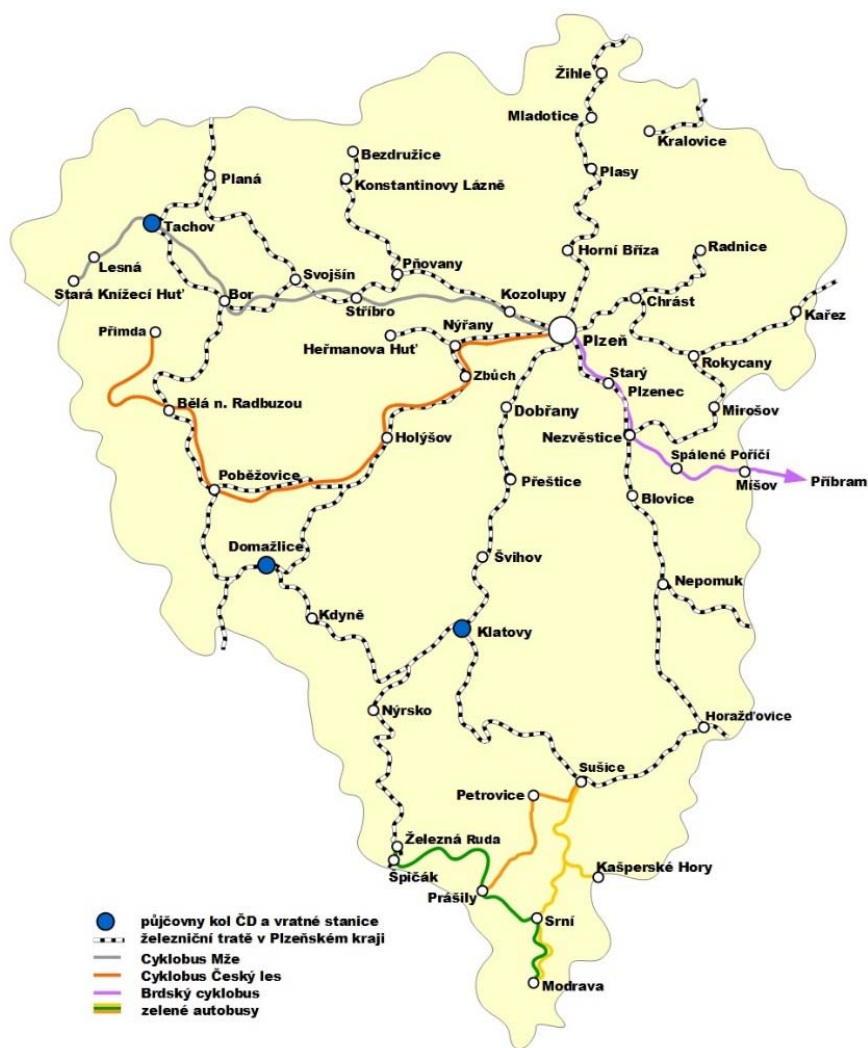 Žihle
Mladotice
Kralovice
Bezdružice
Planá
Konstantinovy Lázně
Plasy
Tachov
Horní Bříza
Radnice
Lesná
Pňovany
Svojšín
Stará Knížecí Huť
Bor
Kozolupy
Chrást
Stříbro
Kařez
Přimda
Nýřany
Plzeň
Heřmanova Huť
Rokycany
Zbůch
Starý
Plzenec
Bělá n. Radbuzou
Dobřany
Mirošov
Holýšov
Nezvěstice
Spálené Poříčí
Poběžovice
Přeštice
Míšov
Příbram
Blovice
Domažlice
Švihov
Nepomuk
Kdyně
Klatovy
Nýrsko
Horažďovice
Sušice
Petrovice
Železná Ruda
Kašperské Hory
Špičák
Prášily
Srní
Modrava
půjčovny kol ČD a vratné stanice
železniční tratě v Plzeňském kraji
Cyklobus Mže
Cyklobus Český les
Brdský cyklobus
zelené autobusy